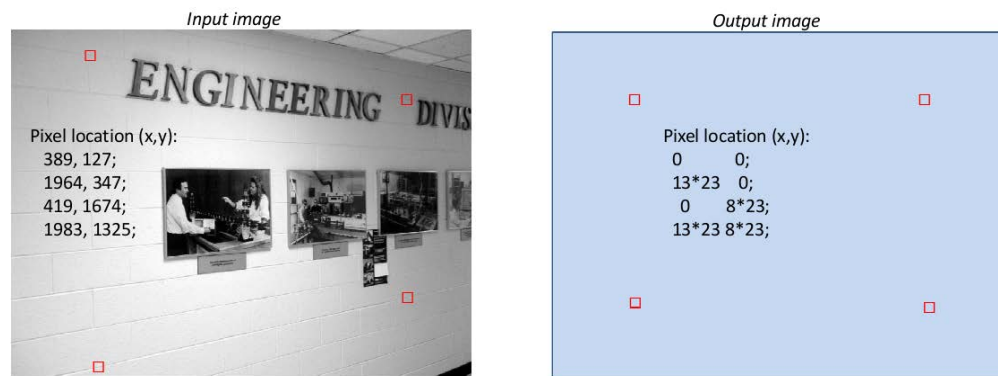 Input image
Output image
ENGINEERING DIVIS
Pixel location (x,y):
389, 127;
1964, 347;
419, 1674;
1983, 1325;
Pixel location (x,y):
0 0;
13*23 0;
0 8*23;
13*23 8*23;